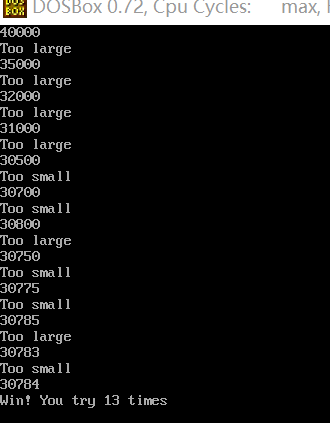 DOS
BOX
DOSBox 0.72, Cpu Cycles: max,
40000
Too large
35000
Too large
32000
Too large
31000
Too large
30500
Too small
30700
Too small
30800
Too large
30750
Too small
30775
Too small
30785
Too large
30783
Too small
30784
Win! You try 13 times